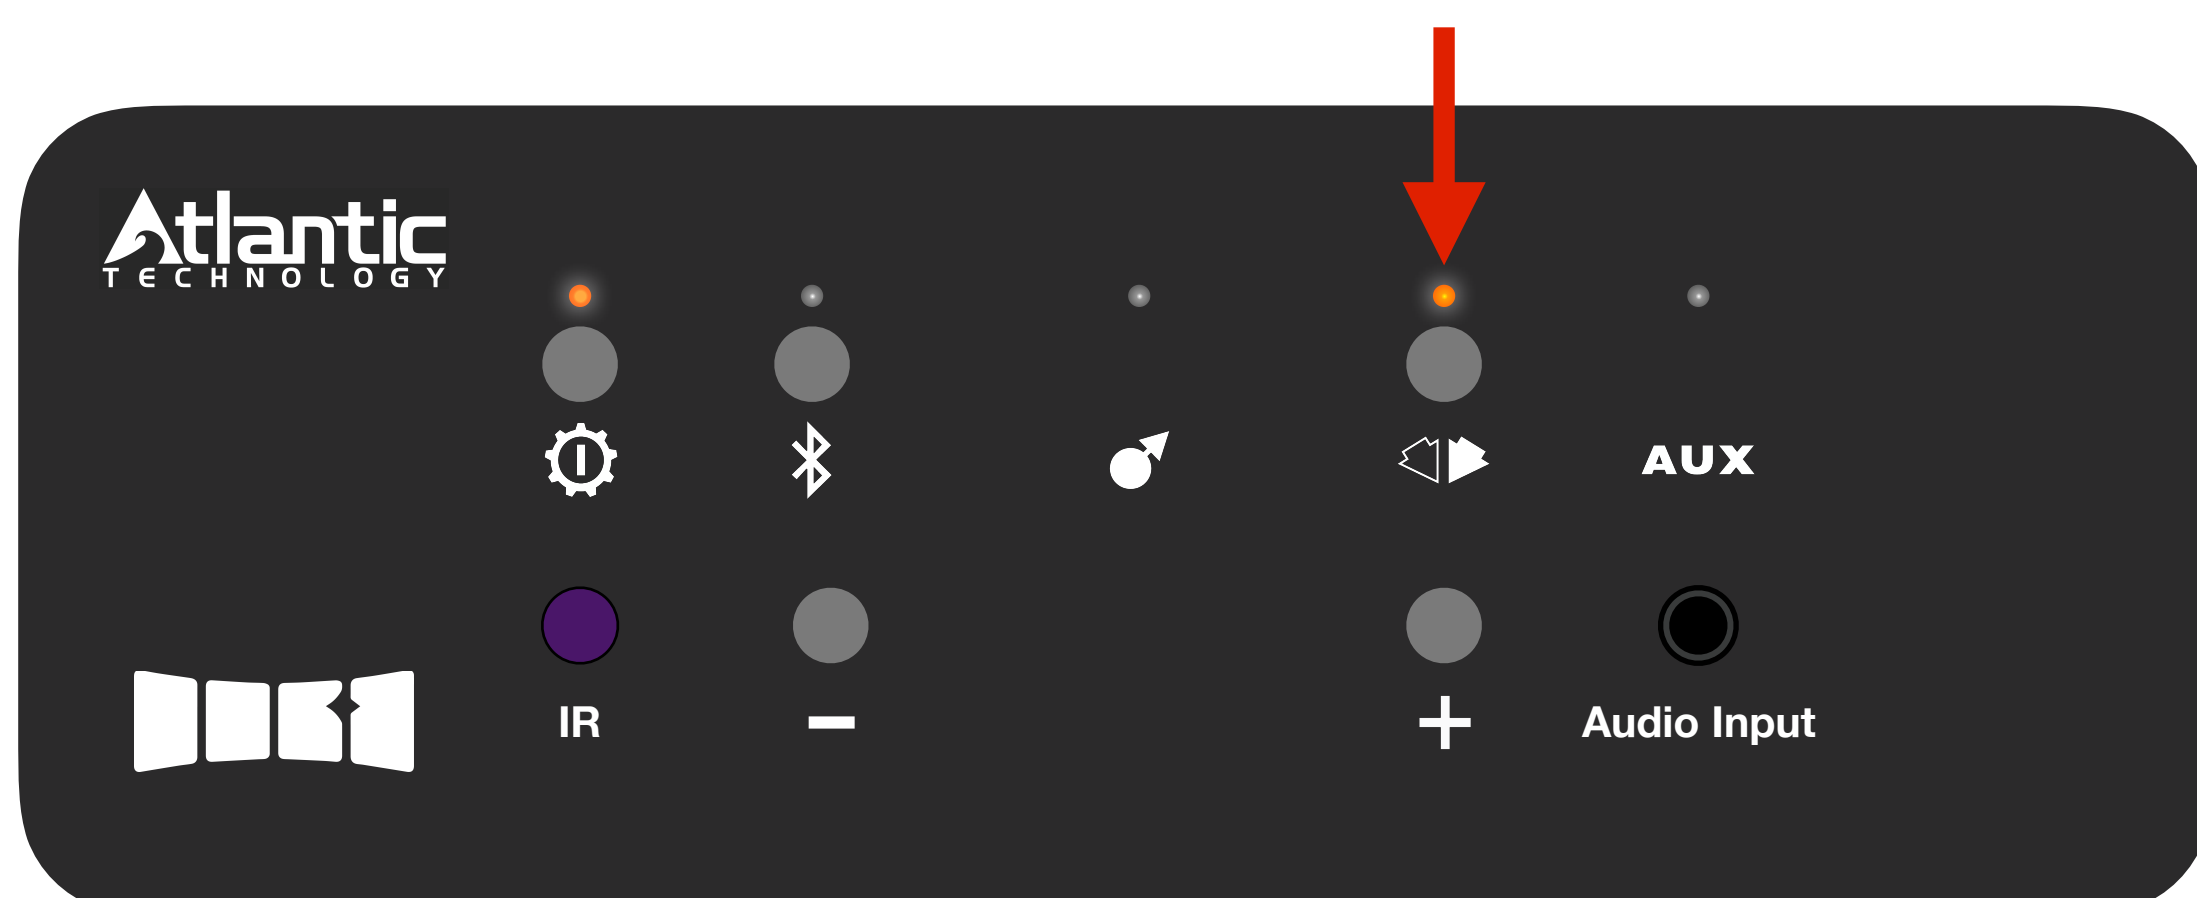 Atlantic
TECHNOLOGY
AUX
IR
−
+
Audio Input